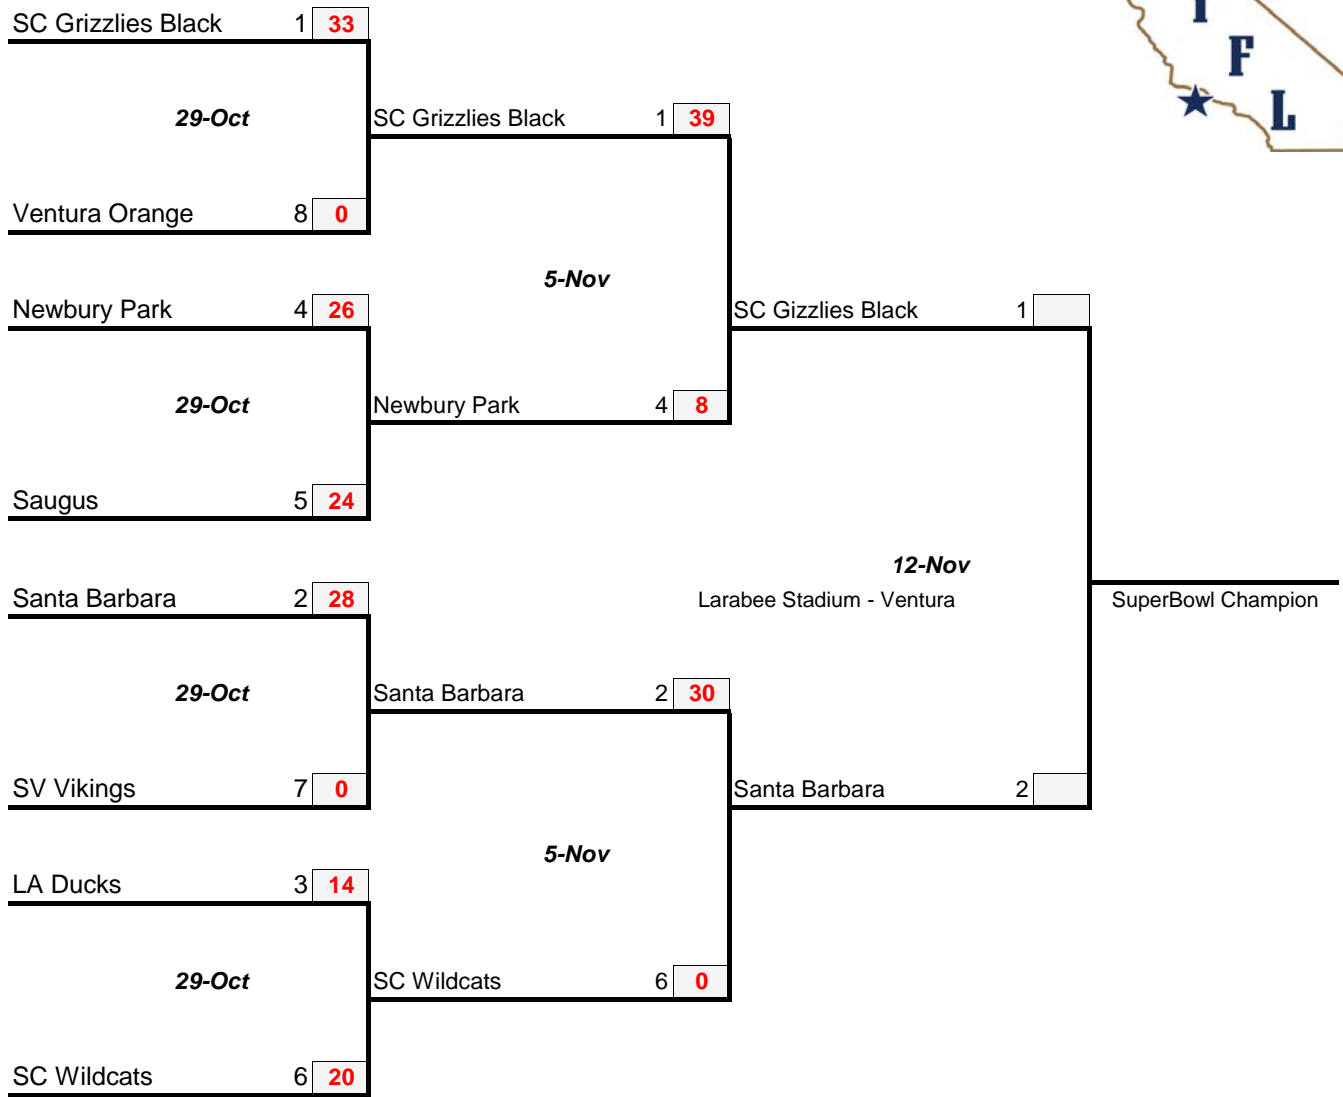 SC Grizzlies Black 1 33
29-Oct
Ventura Orange 8 0
Newbury Park 4 26
29-Oct
Saugus 5 24
Santa Barbara 2 28
29-Oct
SV Vikings 7 0
LA Ducks 3 14
29-Oct
SC Wildcats 6 20
SC Grizzlies Black 1 39
5-Nov
Newbury Park 4 8
Santa Barbara 2 30
5-Nov
SC Wildcats 6 0
SC Gizzlies Black 1
12-Nov
Larabee Stadium - Ventura
Santa Barbara 2
SuperBowl Champion
F
L